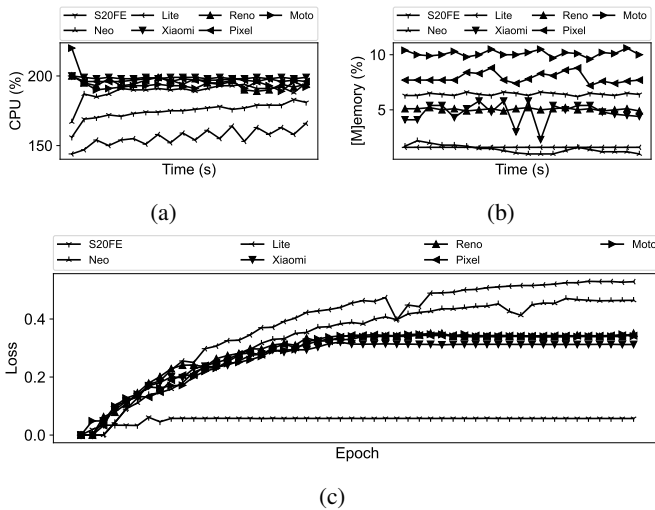 S20FE Lite Reno Moto
Neo Xiaomi Pixel
CPU (%)
200
150
Time (s)
(a)
S20FE Lite Reno Moto
Neo Xiaomi Pixel
[M]emory (%)
10
5
Time (s)
(b)
S20FE Lite Reno Moto
Neo Xiaomi Pixel
Loss
0.4
0.2
0.0
Epoch
(c)